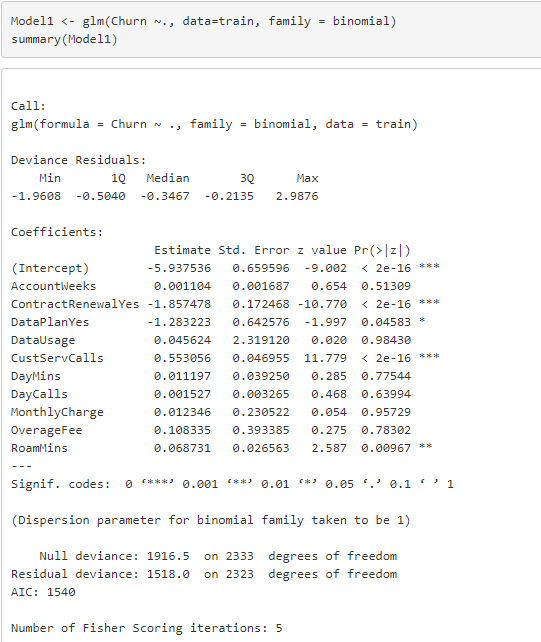 Model1 <- glm(Churn ~., data=train, family = binomial)
summary(Model1)
Call:
glm(formula = Churn ~ ., family = binomial, data = train)
Deviance Residuals:
    Min       1Q   Median       3Q      Max
-1.9608  -0.5040  -0.3467  -0.2135   2.9876
Coefficients:
                    Estimate Std. Error z value Pr(>|z|)
(Intercept)        -5.937536   0.659596  -9.002  < 2e-16 ***
AccountWeeks        0.001104   0.001687   0.654  0.51309
ContractRenewalYes -1.857478   0.172468 -10.770  < 2e-16 ***
DataPlanYes        -1.283223   0.642576  -1.997  0.04583 *
DataUsage           0.045624   2.319120   0.020  0.98430
CustServCalls       0.553056   0.046955  11.779  < 2e-16 ***
DayMins             0.011197   0.039250   0.285  0.77544
DayCalls            0.001527   0.003265   0.468  0.63994
MonthlyCharge       0.012346   0.230522   0.054  0.95729
OverageFee          0.108335   0.393385   0.275  0.78302
RoamMins            0.068731   0.026563   2.587  0.00967 **
---
Signif. codes:  0 ‘***’ 0.001 ‘**’ 0.01 ‘*’ 0.05 ‘.’ 0.1 ‘ ’ 1
(Dispersion parameter for binomial family taken to be 1)
    Null deviance: 1916.5  on 2333  degrees of freedom
Residual deviance: 1518.0  on 2323  degrees of freedom
AIC: 1540
Number of Fisher Scoring iterations: 5